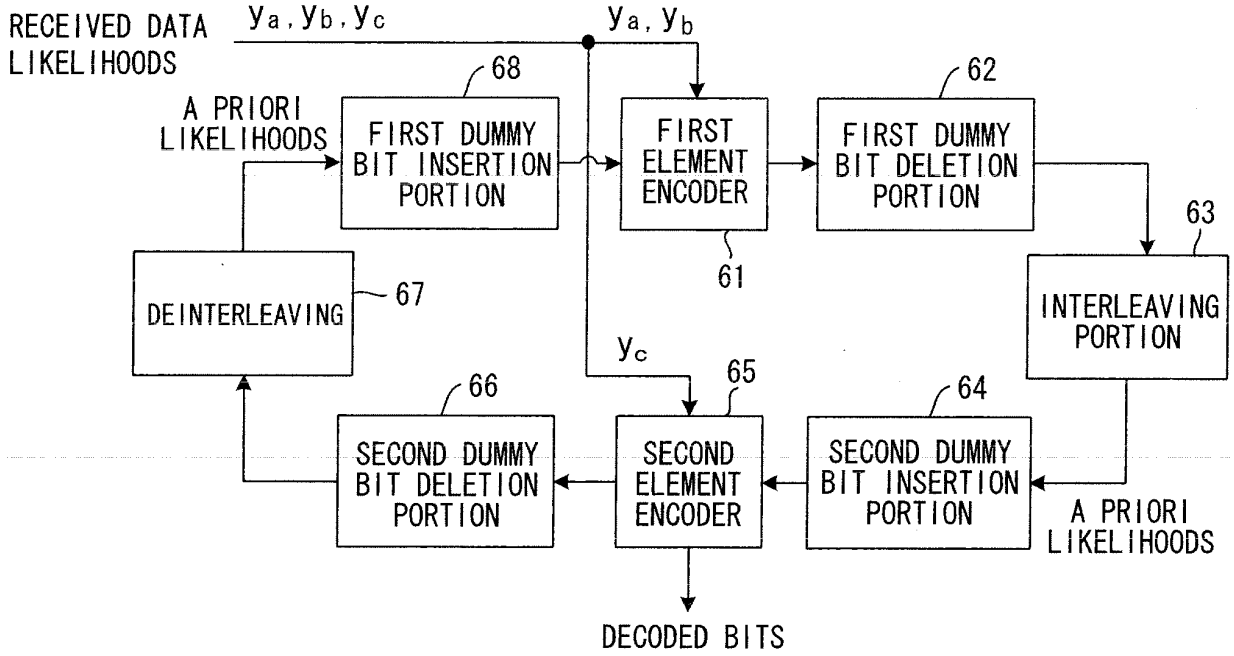 RECEIVED DATA
LIKELIHOODS
ya, yb, yc
ya, yb
68
62
A PRIORI
LIKELIHOODS
FIRST DUMMY
BIT INSERTION
PORTION
FIRST
ELEMENT
ENCODER
FIRST DUMMY
BIT DELETION
PORTION
61
63
67
DEINTERLEAVING
INTERLEAVING
PORTION
yc
66
65
64
SECOND DUMMY
BIT DELETION
PORTION
SECOND
ELEMENT
ENCODER
SECOND DUMMY
BIT INSERTION
PORTION
A PRIORI
LIKELIHOODS
DECODED BITS